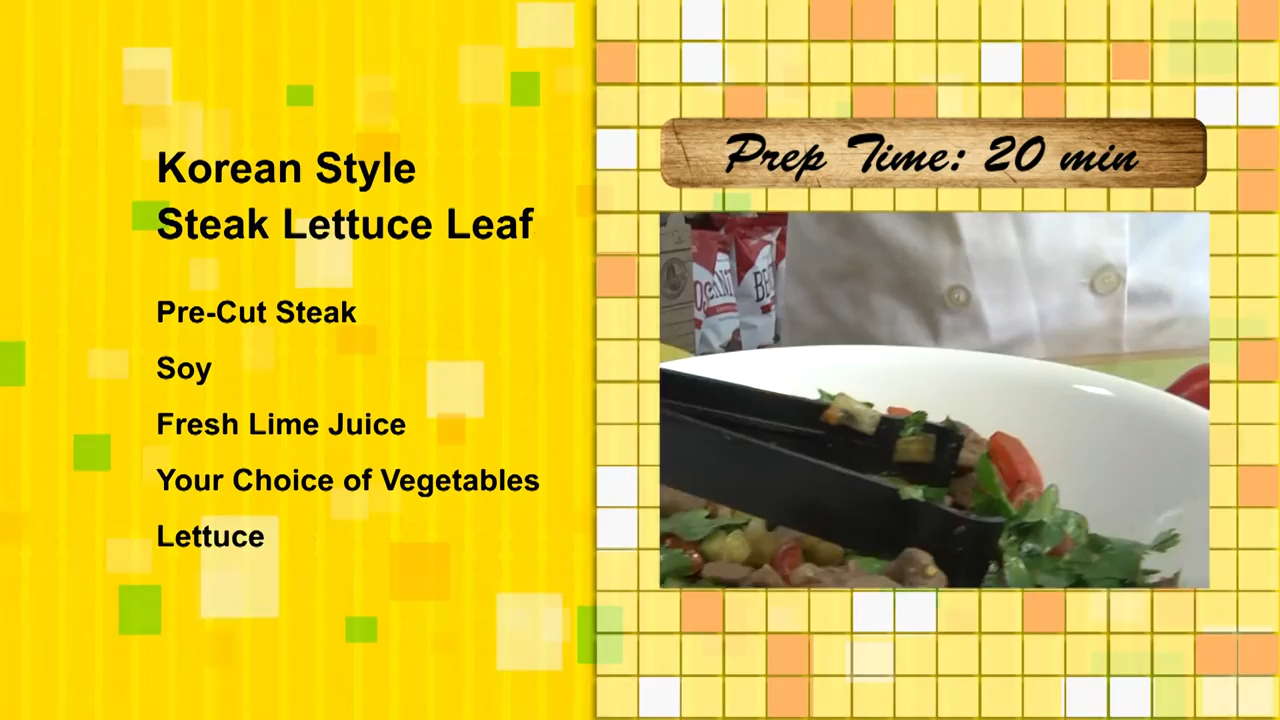 Korean Style
Steak Lettuce Leaf
Pre-Cut Steak
Soy
Fresh Lime Juice
Your Choice of Vegetables
Lettuce
Prep Time: 20 min